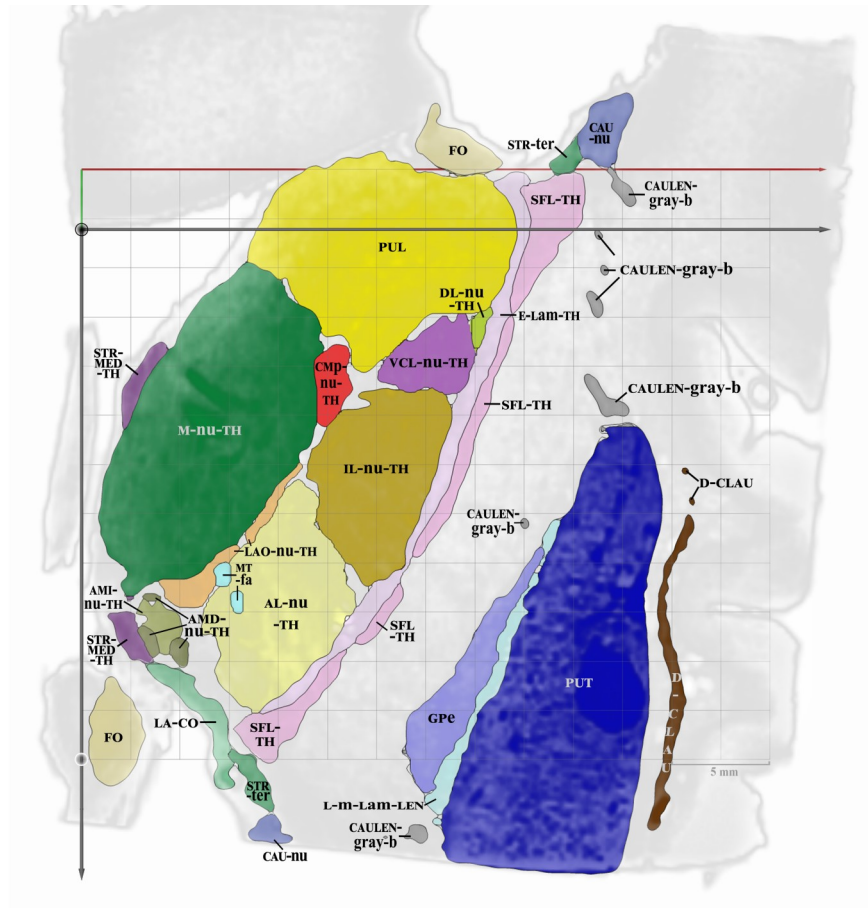 CAU
-nu
STR-ter
FO
CAULEN-
gray-b
SFL-TH
PUL
CAULEN-gray-b
DL-nu
-TH
E-Lam-TH
STR-
MED
-TH
CMp-
nu-
TH
VCL-nu-TH
CAULEN-gray-b
SFL-TH
M-nu-TH
IL-nu-TH
D-CLAU
CAULEN-
gray-b
LAO-nu-TH
MT
-fa
AMI-
nu-TH
AL-nu
-TH
AMD-
nu-TH
SFL
-TH
STR-
MED
-TH
PUT
D-CLAU
LA-CO
GPe
FO
SFL-
TH
5 mm
STR
-ter
L-m-Lam-LEN
CAULEN-
gray-b
CAU-nu